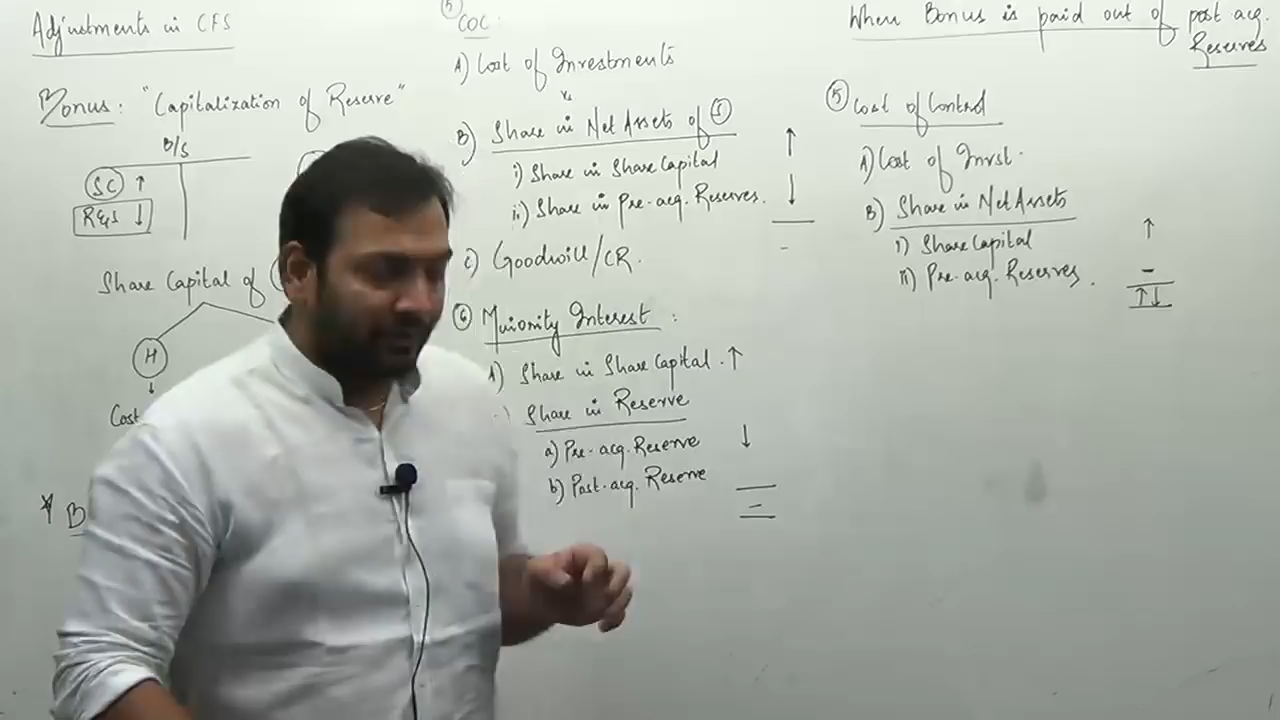 Adjustments in CFS
Bonus: "Capitalization of Reserve"
B/S
SC ↑
R&S ↓
Share Capital of
H
↓
Cost
* B
5
COC:
A) Cost of Investments
vs
B) Share in Net Assets of S
i) Share in Share Capital ↑
ii) Share in Pre-acq. Reserves. ↓
-
C) Goodwill/CR.
6 Minority Interest :
A) Share in Share Capital. ↑
Share in Reserve
a) Pre-acq. Reserve ↓
b) Post-acq. Reserve
-
When Bonus is paid out of post acq.
Reserves
5 Cost of Control
A) Cost of Invst.
B) Share in Net Assets
i) Share Capital ↑
ii) Pre-acq. Reserves. -
↑↓